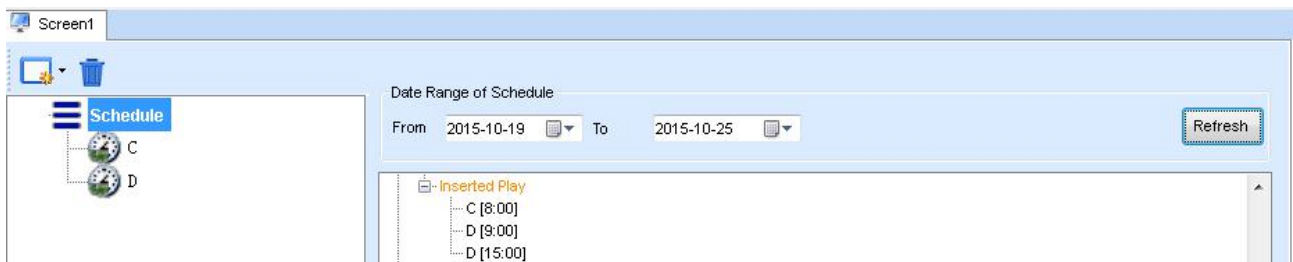 Screen1
Schedule
C
D
Date Range of Schedule
From 2015-10-19 To 2015-10-25 Refresh
Inserted Play
C [8:00]
D [9:00]
D [15:00]